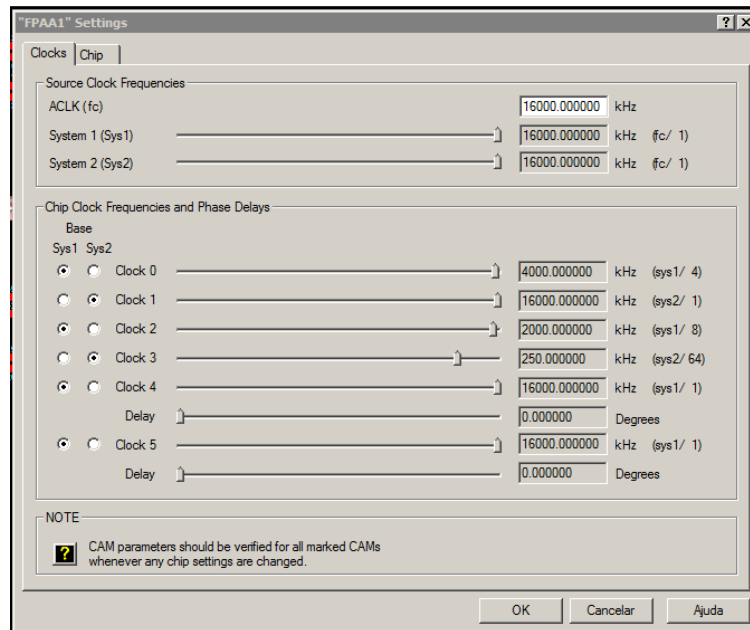 "FPAA1" Settings
Clocks Chip
Source Clock Frequencies
ACLK (fc) 16000.000000 kHz
System 1 (Sys1) 16000.000000 kHz (fc/ 1)
System 2 (Sys2) 16000.000000 kHz (fc/ 1)
Chip Clock Frequencies and Phase Delays
Base
Sys1 Sys2
Clock 0 4000.000000 kHz (sys1/ 4)
Clock 1 16000.000000 kHz (sys2/ 1)
Clock 2 2000.000000 kHz (sys1/ 8)
Clock 3 250.000000 kHz (sys2/ 64)
Clock 4 16000.000000 kHz (sys1/ 1)
Delay 0.000000 Degrees
Clock 5 16000.000000 kHz (sys1/ 1)
Delay 0.000000 Degrees
NOTE
? CAM parameters should be verified for all marked CAMs
whenever any chip settings are changed.
OK Cancelar Ajuda